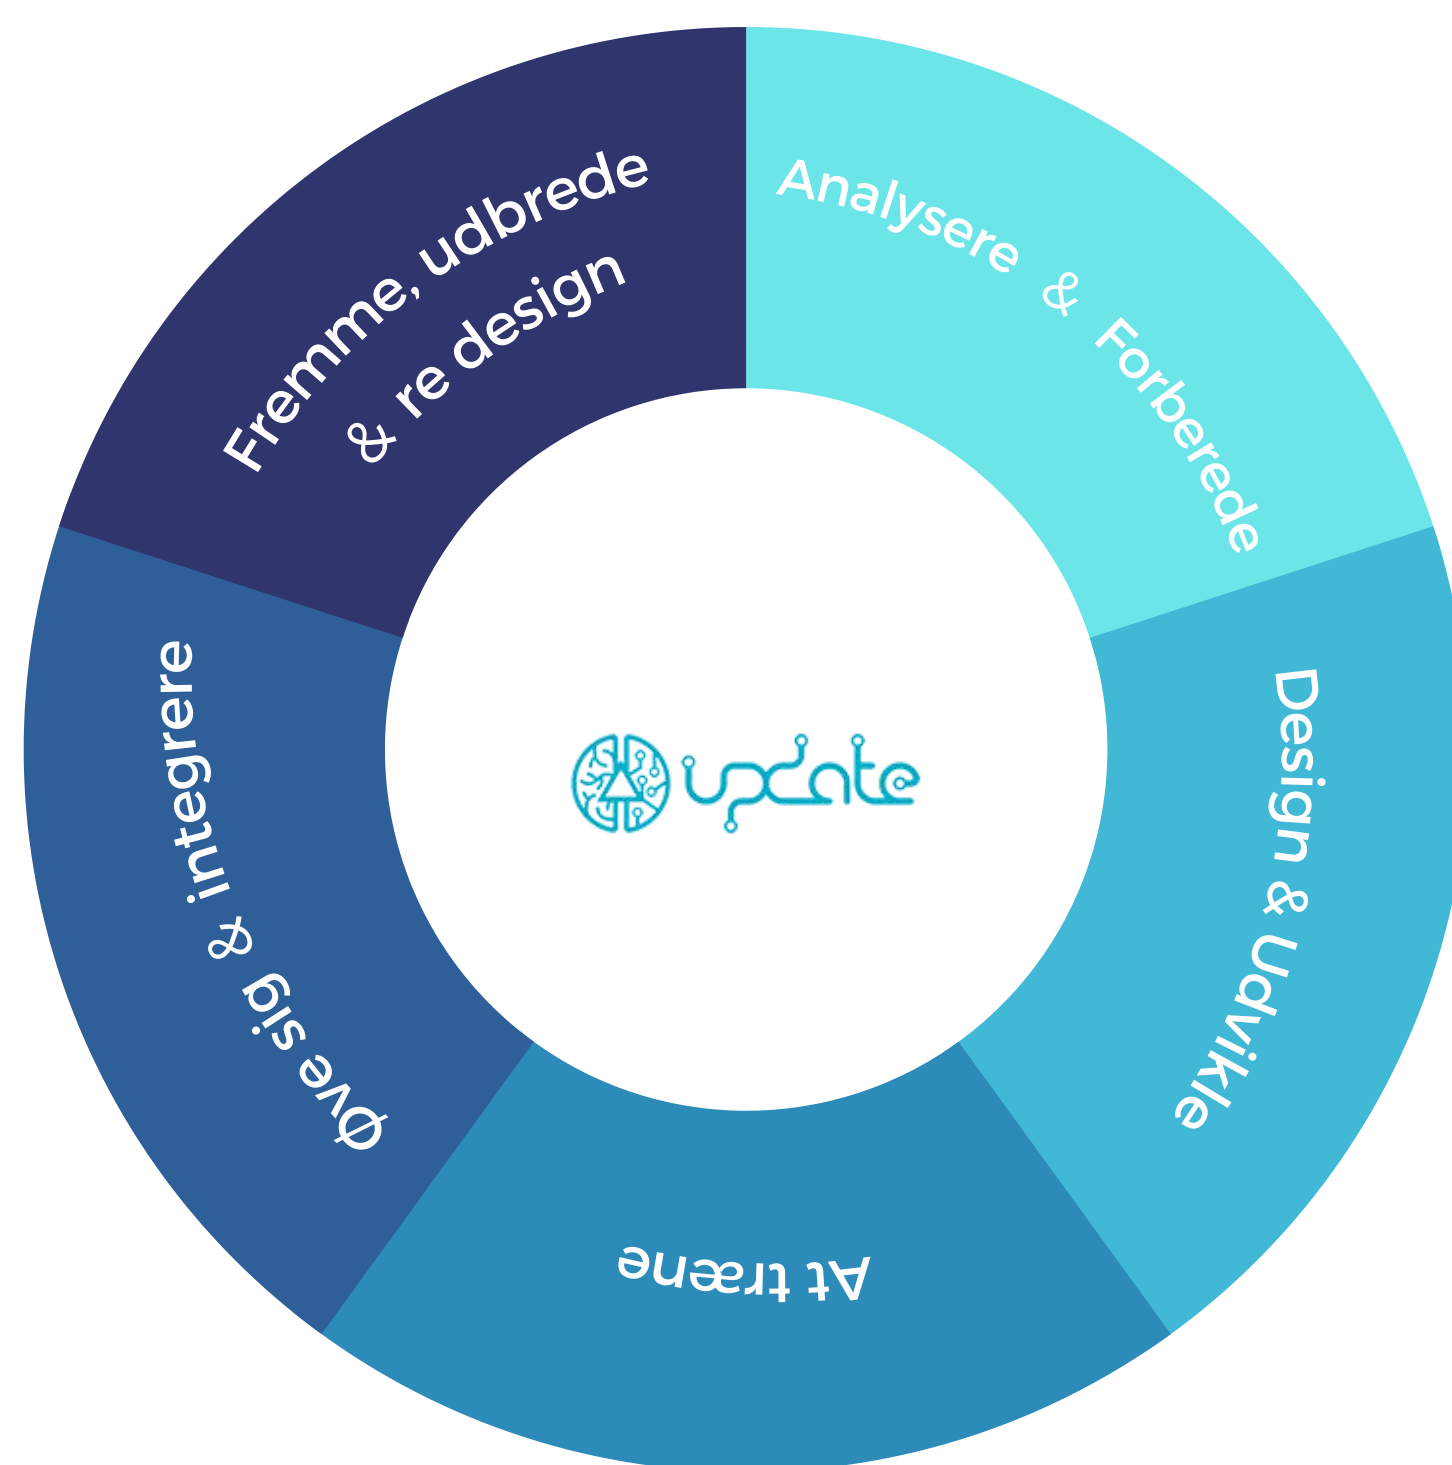 Analysere & Forberede
Design & Udvikle
At træne
Øve sig & integrere
Fremme, udbrede
& re design
update